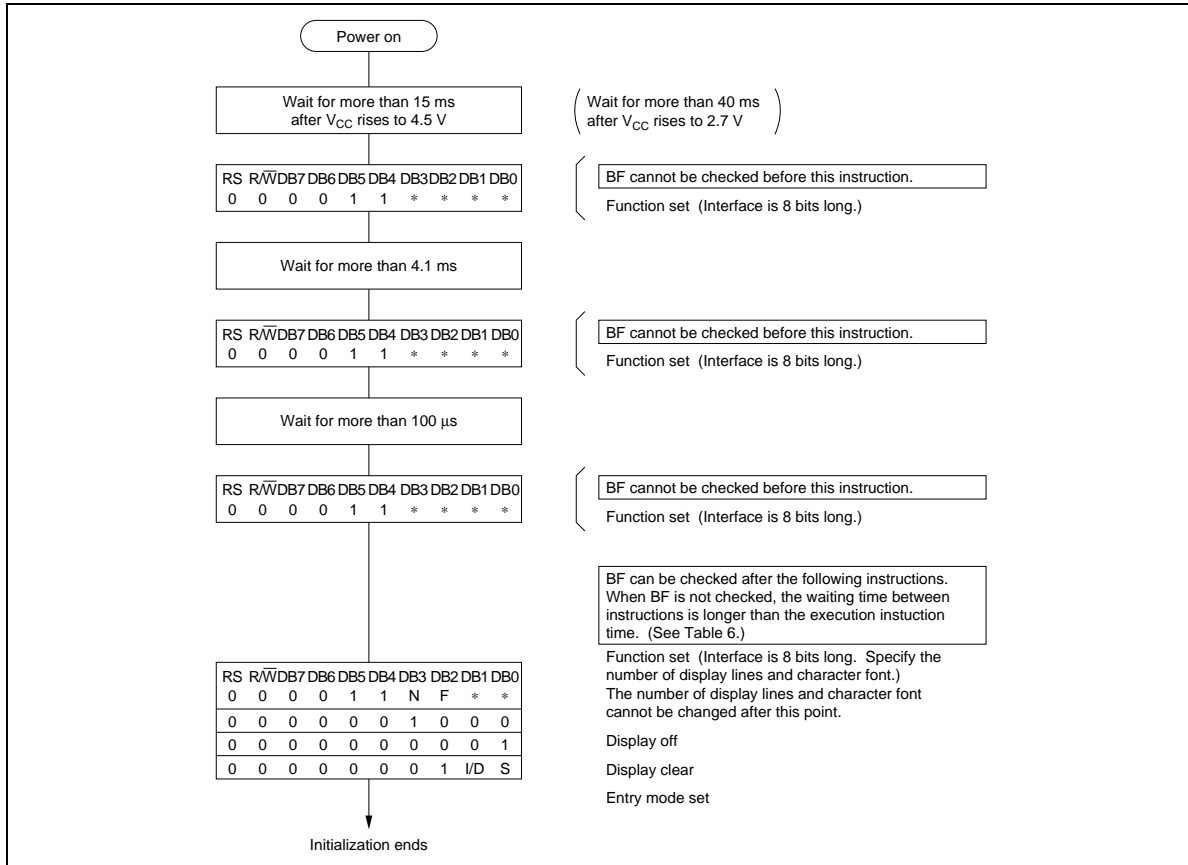 Power on
Wait for more than 15 ms
after VCC rises to 4.5 V
Wait for more than 40 ms
after VCC rises to 2.7 V
RS R/W̅ DB7 DB6 DB5 DB4 DB3 DB2 DB1 DB0
0 0 0 0 1 1 * * * *
BF cannot be checked before this instruction.
Function set (Interface is 8 bits long.)
Wait for more than 4.1 ms
RS R/W̅ DB7 DB6 DB5 DB4 DB3 DB2 DB1 DB0
0 0 0 0 1 1 * * * *
BF cannot be checked before this instruction.
Function set (Interface is 8 bits long.)
Wait for more than 100 μs
RS R/W̅ DB7 DB6 DB5 DB4 DB3 DB2 DB1 DB0
0 0 0 0 1 1 * * * *
BF cannot be checked before this instruction.
Function set (Interface is 8 bits long.)
BF can be checked after the following instructions.
When BF is not checked, the waiting time between
instructions is longer than the execution instuction
time. (See Table 6.)
RS R/W̅ DB7 DB6 DB5 DB4 DB3 DB2 DB1 DB0
0 0 0 0 1 1 N F * *
0 0 0 0 0 0 1 0 0 0
0 0 0 0 0 0 0 0 0 1
0 0 0 0 0 0 0 1 I/D S
Function set (Interface is 8 bits long. Specify the
number of display lines and character font.)
The number of display lines and character font
cannot be changed after this point.
Display off
Display clear
Entry mode set
Initialization ends